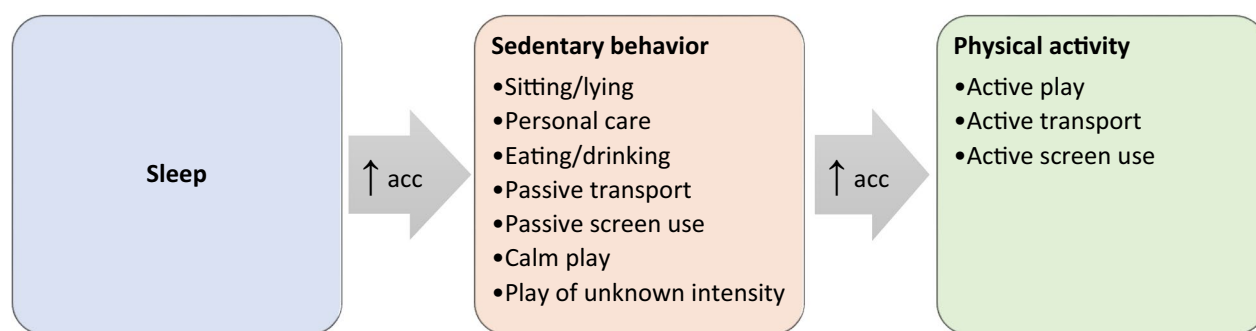 Sleep
↑ acc
Sedentary behavior
•Sitting/lying
•Personal care
•Eating/drinking
•Passive transport
•Passive screen use
•Calm play
•Play of unknown intensity
↑ acc
Physical activity
•Active play
•Active transport
•Active screen use